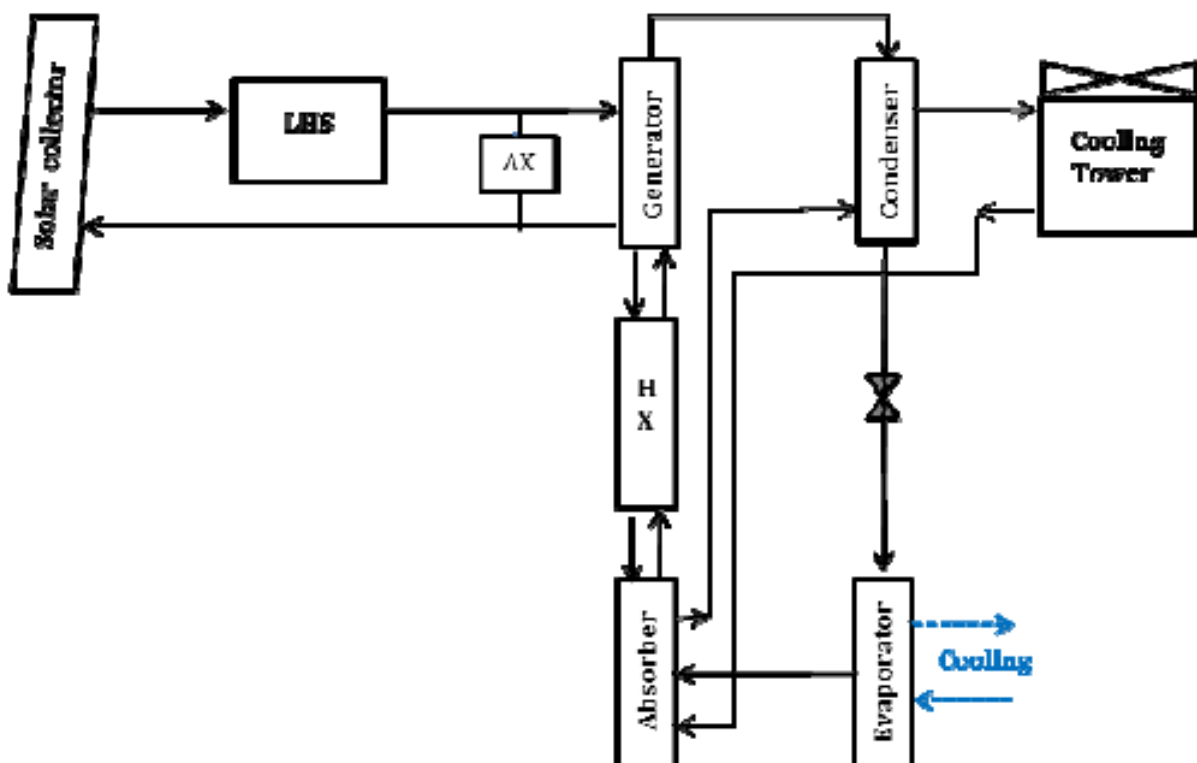 Solar collector
LHS
AX
Generator
Condenser
Cooling
Tower
H
X
Absorber
Evaporator
Cooling